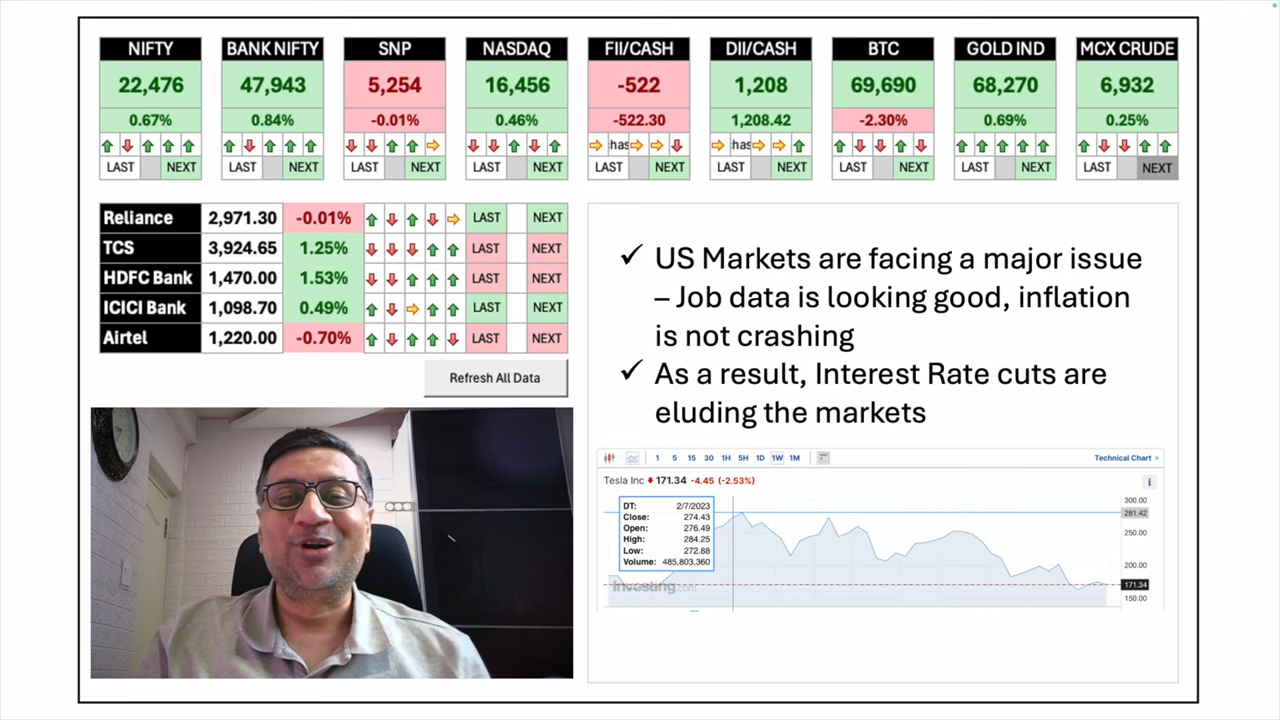 NIFTY BANK NIFTY SNP NASDAQ FII/CASH DII/CASH BTC GOLD IND MCX CRUDE
22,476 47,943 5,254 16,456 -522 1,208 69,690 68,270 6,932
0.67% 0.84% -0.01% 0.46% -522.30 1,208.42 -2.30% 0.69% 0.25%
LAST NEXT LAST NEXT LAST NEXT LAST NEXT LAST NEXT LAST NEXT LAST NEXT LAST NEXT LAST NEXT
Reliance 2,971.30 -0.01% LAST NEXT
TCS 3,924.65 1.25% LAST NEXT
HDFC Bank 1,470.00 1.53% LAST NEXT
ICICI Bank 1,098.70 0.49% LAST NEXT
Airtel 1,220.00 -0.70% LAST NEXT
Refresh All Data
✓ US Markets are facing a major issue
– Job data is looking good, inflation
is not crashing
✓ As a result, Interest Rate cuts are
eluding the markets
1 5 15 30 1H 5H 1D 1W 1M Technical Chart »
Tesla Inc 171.34 -4.45 (-2.53%)
DT: 2/7/2023
Close: 274.43
Open: 276.49
High: 284.25
Low: 272.88
Volume: 485,803,360
Investing.com
300.00
281.42
250.00
200.00
171.34
150.00